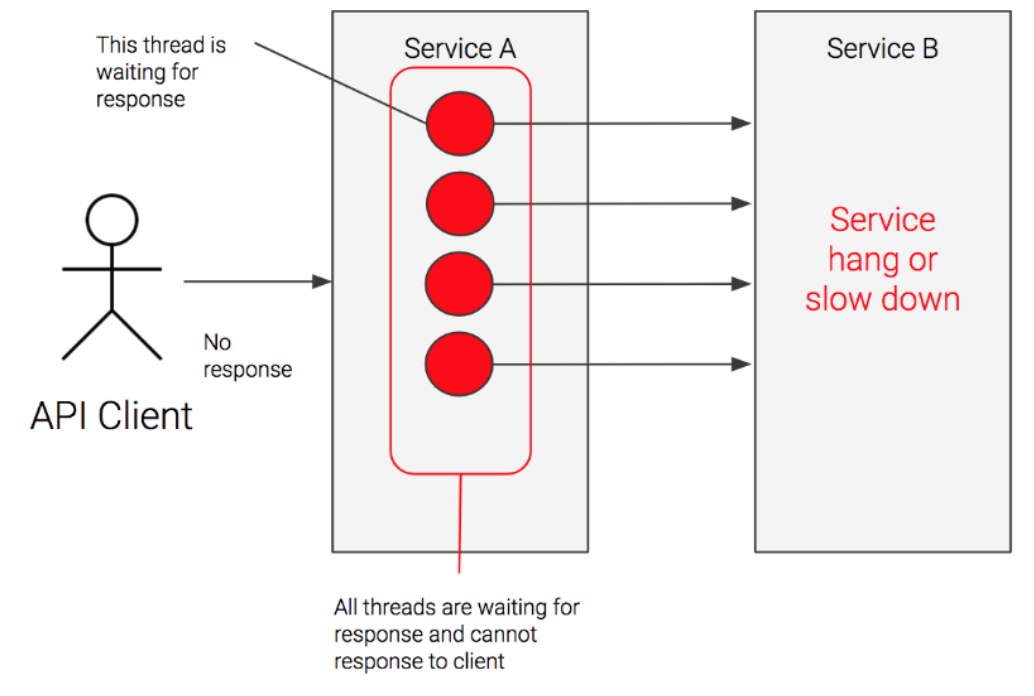 This thread is
waiting for
response
Service A
Service B
Service
hang or
slow down
No
response
API Client
All threads are waiting for
response and cannot
response to client